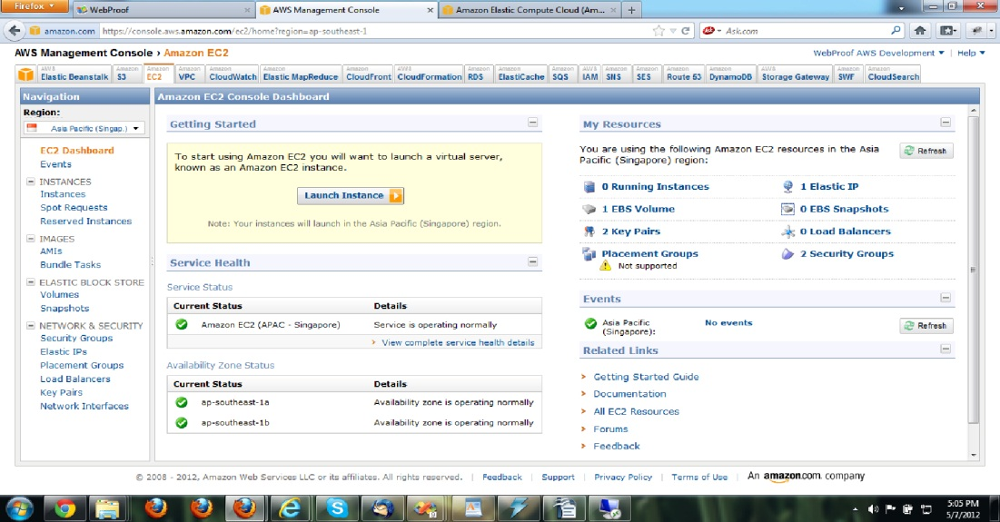 Firefox
WebProof
AWS Management Console
Amazon Elastic Compute Cloud (Am...
amazon.com https://console.aws.amazon.com/ec2/home?region=ap-southeast-1
Ask.com
AWS Management Console › Amazon EC2
WebProof AWS Development
Help
AWS Elastic Beanstalk
Amazon S3
Amazon EC2
Amazon VPC
Amazon CloudWatch
Amazon Elastic MapReduce
Amazon CloudFront
AWS CloudFormation
Amazon RDS
Amazon ElastiCache
Amazon SQS
AWS IAM
Amazon SNS
Amazon SES
Amazon Route 53
Amazon DynamoDB
AWS Storage Gateway
Amazon SWF
Amazon CloudSearch
Navigation
Region:
Asia Pacific (Singap.)
EC2 Dashboard
Events
INSTANCES
Instances
Spot Requests
Reserved Instances
IMAGES
AMIs
Bundle Tasks
ELASTIC BLOCK STORE
Volumes
Snapshots
NETWORK & SECURITY
Security Groups
Elastic IPs
Placement Groups
Load Balancers
Key Pairs
Network Interfaces
Amazon EC2 Console Dashboard
Getting Started
To start using Amazon EC2 you will want to launch a virtual server,
known as an Amazon EC2 instance.
Launch Instance
Note: Your instances will launch in the Asia Pacific (Singapore) region.
Service Health
Service Status
Current Status Details
Amazon EC2 (APAC - Singapore) Service is operating normally
› View complete service health details
Availability Zone Status
Current Status Details
ap-southeast-1a Availability zone is operating normally
ap-southeast-1b Availability zone is operating normally
My Resources
You are using the following Amazon EC2 resources in the Asia
Pacific (Singapore) region:
Refresh
0 Running Instances 1 Elastic IP
1 EBS Volume 0 EBS Snapshots
2 Key Pairs 0 Load Balancers
Placement Groups 2 Security Groups
Not supported
Events
Asia Pacific
(Singapore):
No events
Refresh
Related Links
› Getting Started Guide
› Documentation
› All EC2 Resources
› Forums
› Feedback
© 2008 - 2012, Amazon Web Services LLC or its affiliates. All rights reserved. | Feedback | Support | Privacy Policy | Terms of Use | An amazon.com. company
5:05 PM
5/7/2012